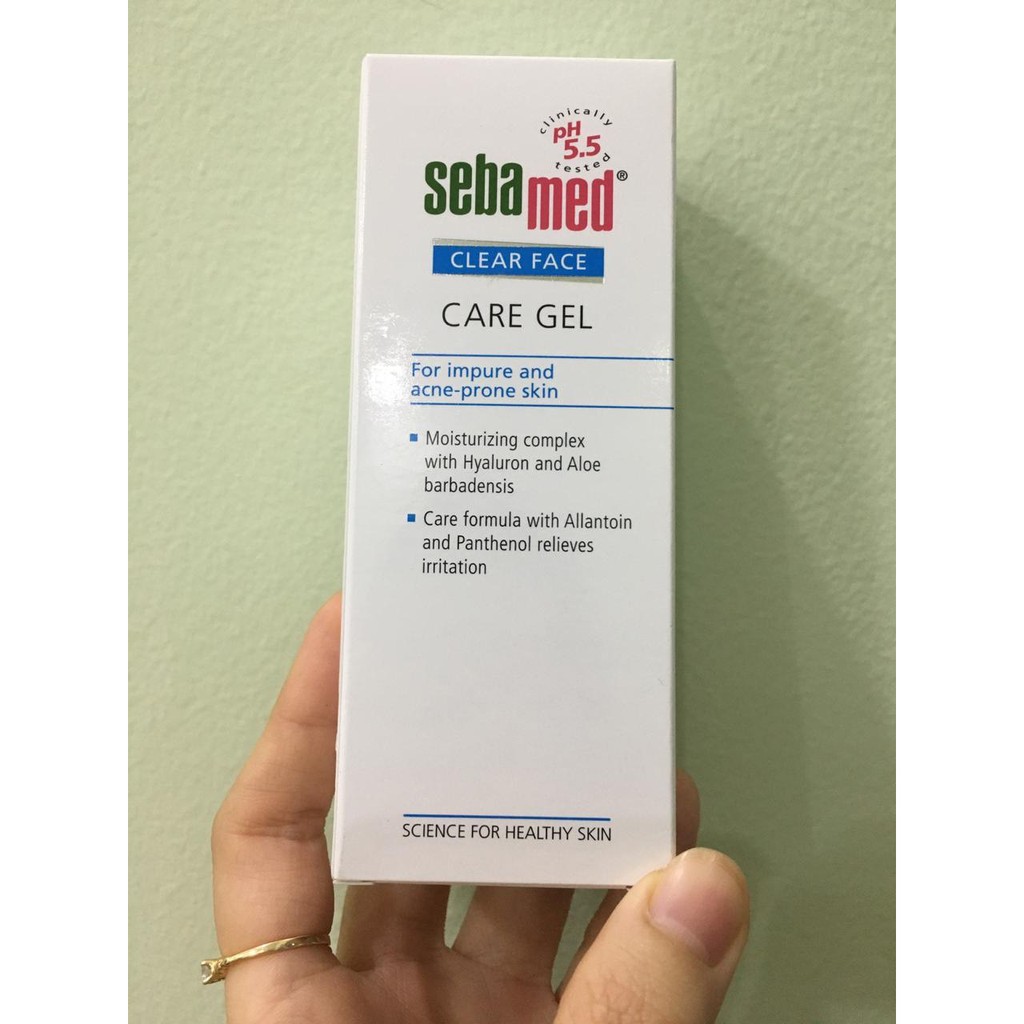 clinically
pH
5.5
tested
sebamed®
CLEAR FACE
CARE GEL
For impure and
acne-prone skin
▪ Moisturizing complex
with Hyaluron and Aloe
barbadensis
▪ Care formula with Allantoin
and Panthenol relieves
irritation
SCIENCE FOR HEALTHY SKIN